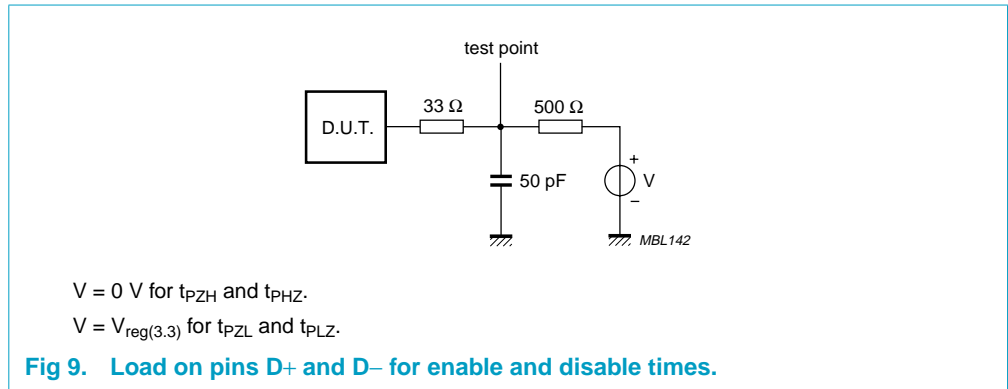 test point
33 Ω
500 Ω
D.U.T.
+
50 pF
V
−
MBL142
V = 0 V for tPZH and tPHZ.
V = Vreg(3.3) for tPZL and tPLZ.
Fig 9. Load on pins D+ and D− for enable and disable times.